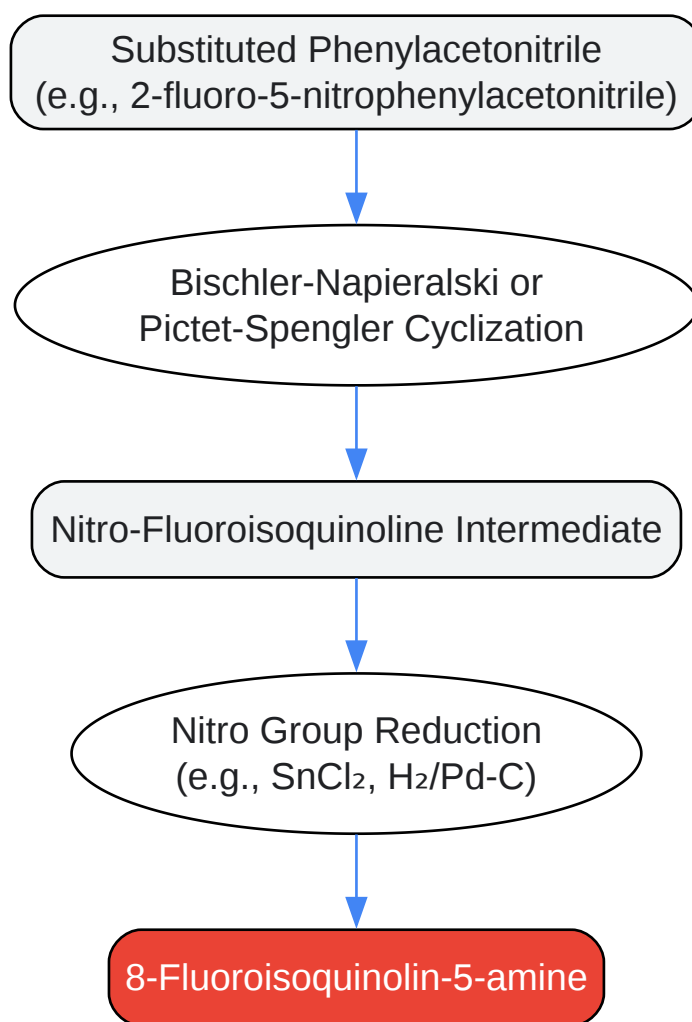 Substituted Phenylacetonitrile
(e.g., 2-fluoro-5-nitrophenylacetonitrile)
Bischler-Napieralski or
Pictet-Spengler Cyclization
Nitro-Fluoroisoquinoline Intermediate
Nitro Group Reduction
(e.g., SnCl₂, H₂/Pd-C)
8-Fluoroisoquinolin-5-amine